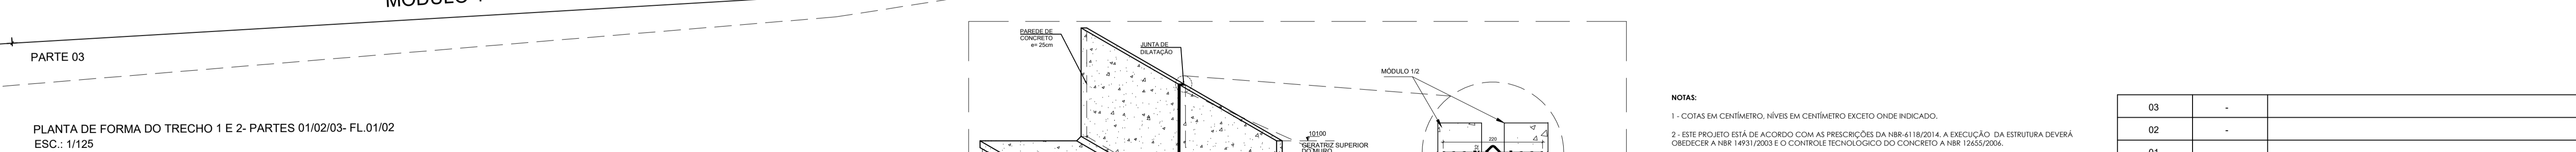 PARTE 03
PLANTA DE FORMA DO TRECHO 1 E 2- PARTES 01/02/03- FL.01/02
ESC.: 1/125
PAREDE DE
CONCRETO
e= 25cm
JUNTA DE
DILATAÇÃO
10100
GERATRIZ SUPERIOR
DO MURO
MÓDULO 1/2
220
NOTAS:
1 - COTAS EM CENTÍMETRO, NÍVEIS EM CENTÍMETRO EXCETO ONDE INDICADO.
2 - ESTE PROJETO ESTÁ DE ACORDO COM AS PRESCRIÇÕES DA NBR-6118/2014. A EXECUÇÃO DA ESTRUTURA DEVERÁ
OBEDECER A NBR 14931/2003 E O CONTROLE TECNOLOGICO DO CONCRETO A NBR 12655/2006.
03 -
02 -